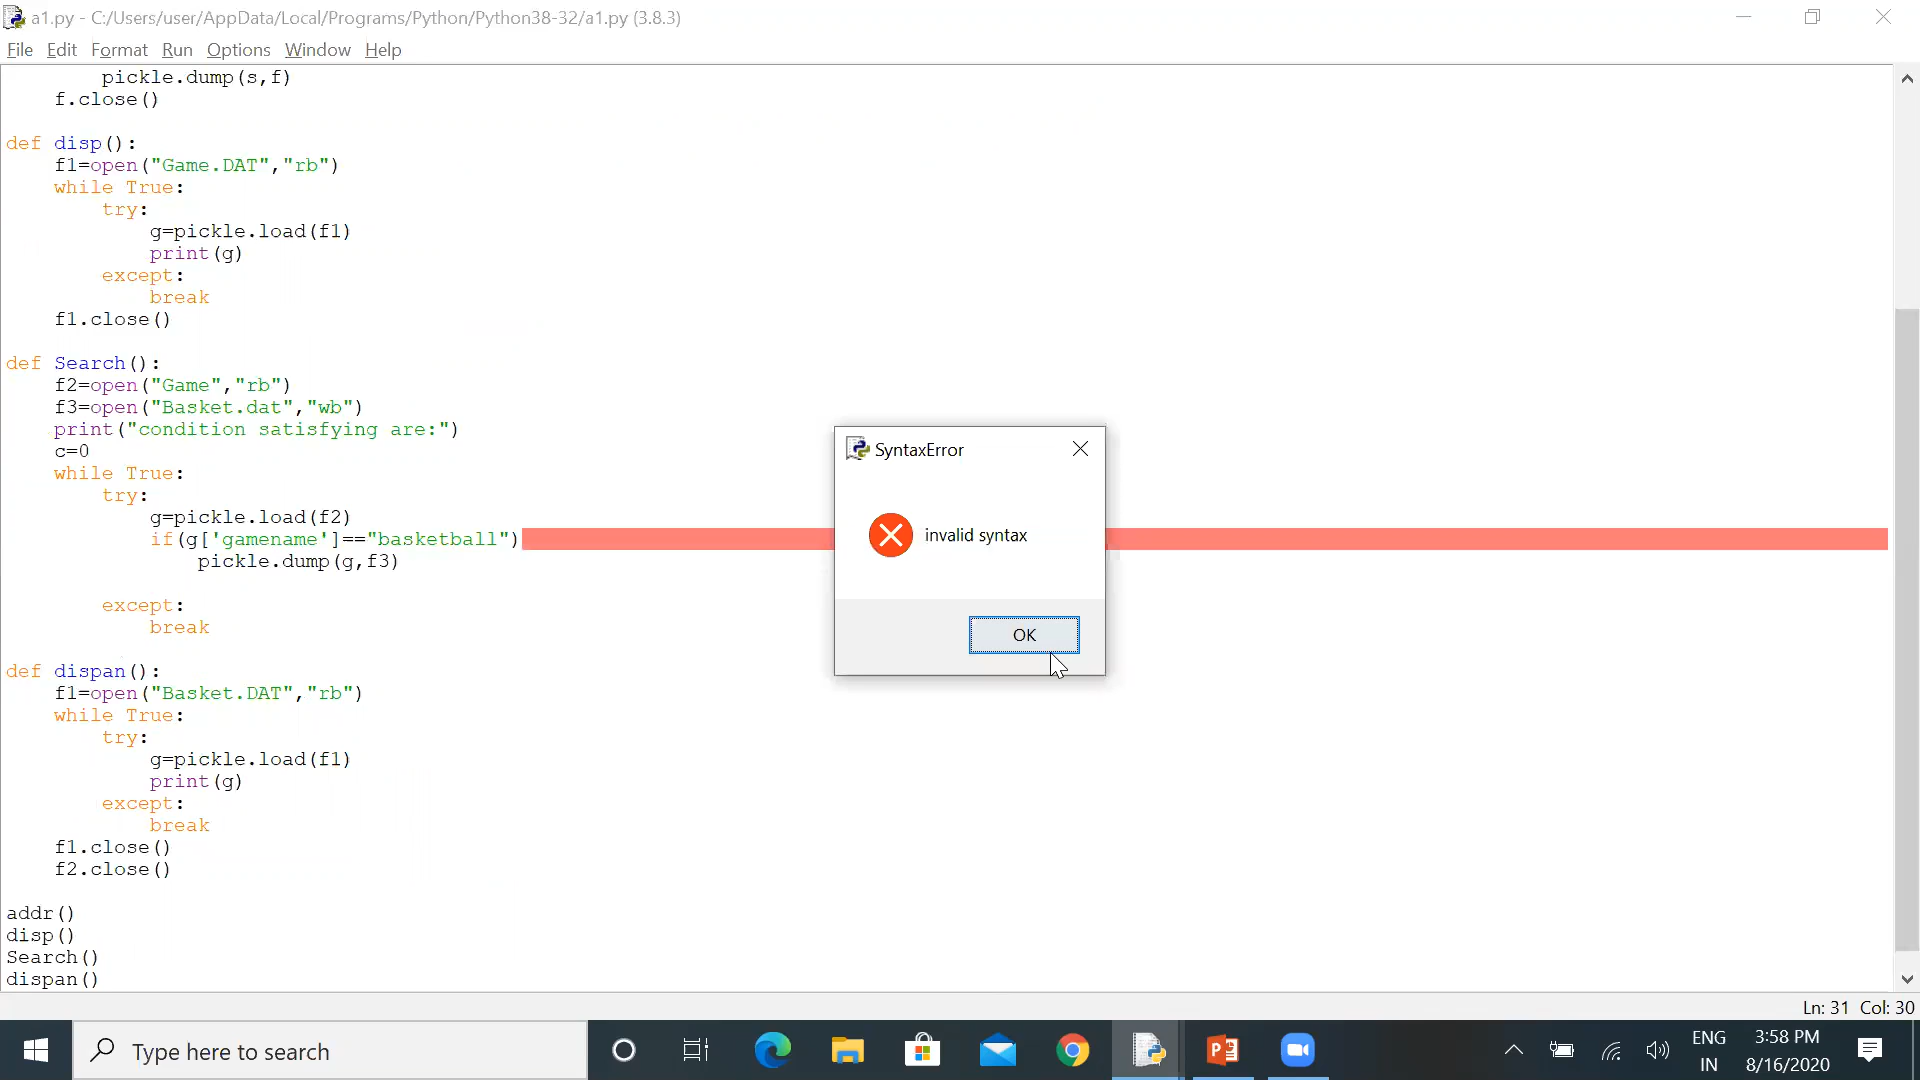 a1.py - C:/Users/user/AppData/Local/Programs/Python/Python38-32/a1.py (3.8.3)
File Edit Format Run Options Window Help
        pickle.dump(s,f)
    f.close()
def disp():
    f1=open("Game.DAT","rb")
    while True:
        try:
            g=pickle.load(f1)
            print(g)
        except:
            break
    f1.close()
def Search():
    f2=open("Game","rb")
    f3=open("Basket.dat","wb")
    print("condition satisfying are:")
    c=0
    while True:
        try:
            g=pickle.load(f2)
            if(g['gamename']=="basketball")
                pickle.dump(g,f3)
        except:
            break
def dispan():
    f1=open("Basket.DAT","rb")
    while True:
        try:
            g=pickle.load(f1)
            print(g)
        except:
            break
    f1.close()
    f2.close()
addr()
disp()
Search()
dispan()
SyntaxError
invalid syntax
OK
Ln: 31 Col: 30
Type here to search
ENG
IN
3:58 PM
8/16/2020